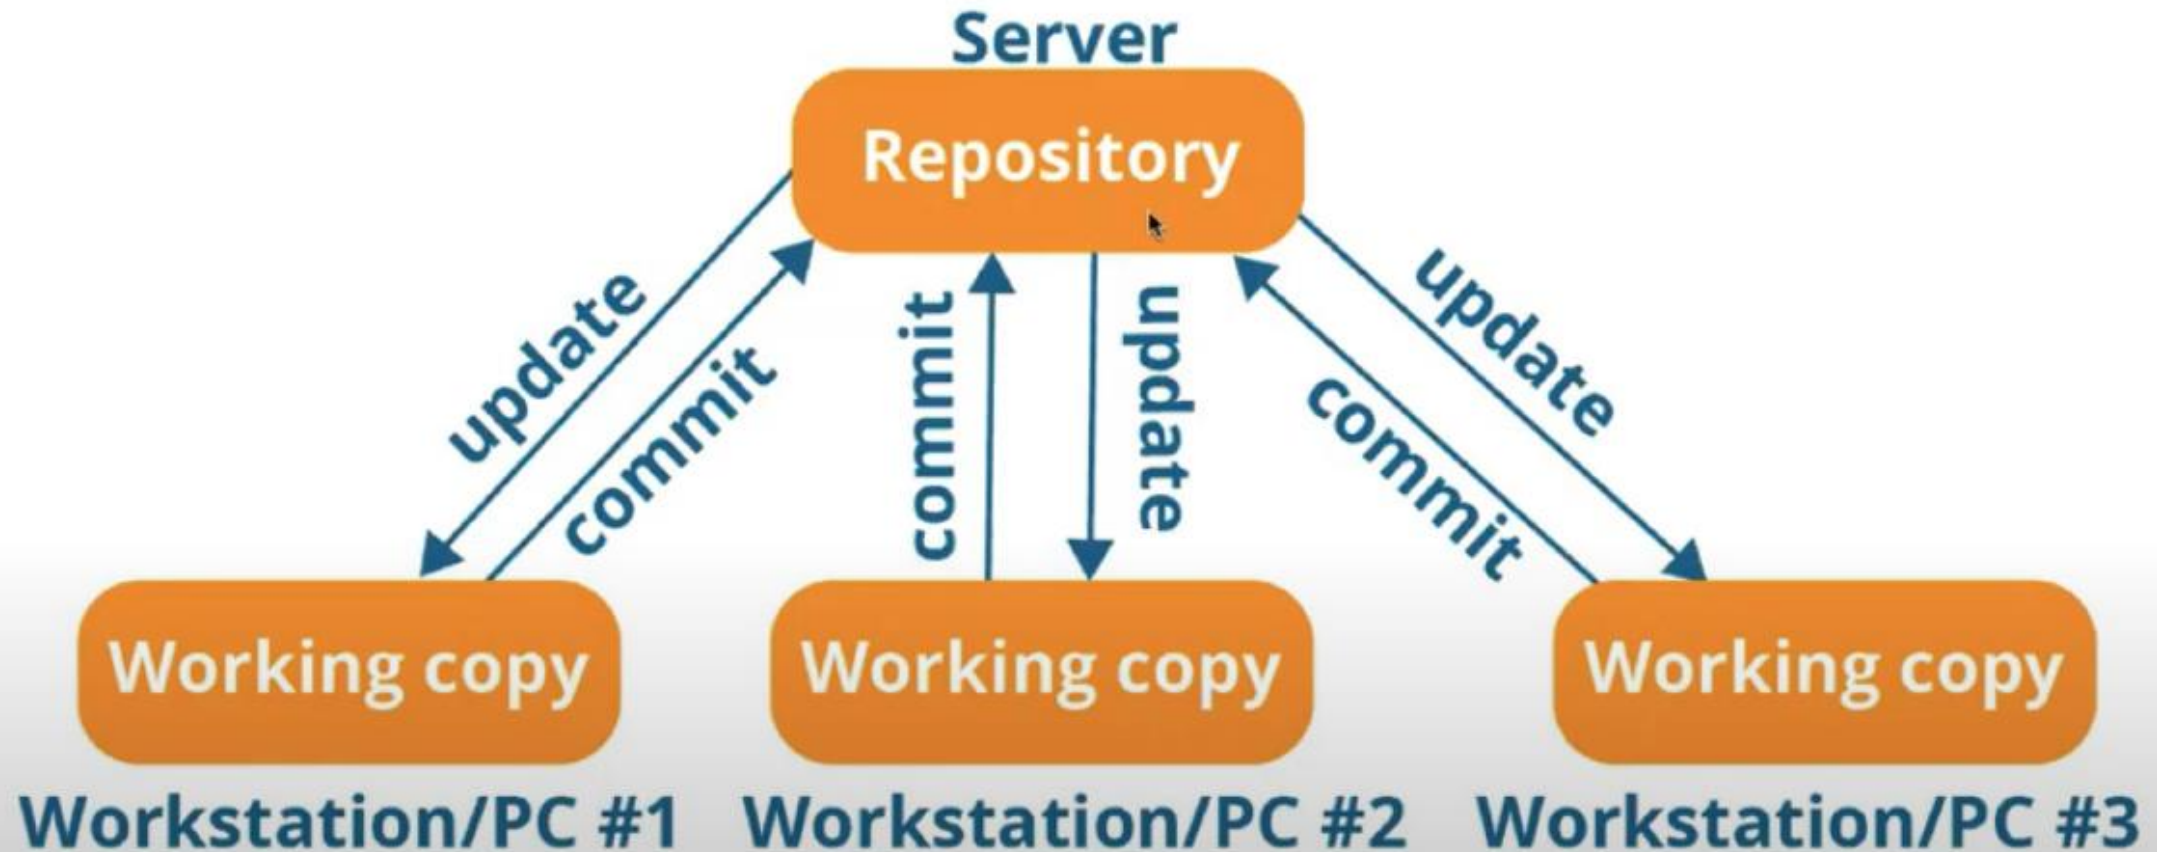 Server
Repository
update
commit
commit
update
commit
update
Working copy
Working copy
Working copy
Workstation/PC #1
Workstation/PC #2
Workstation/PC #3